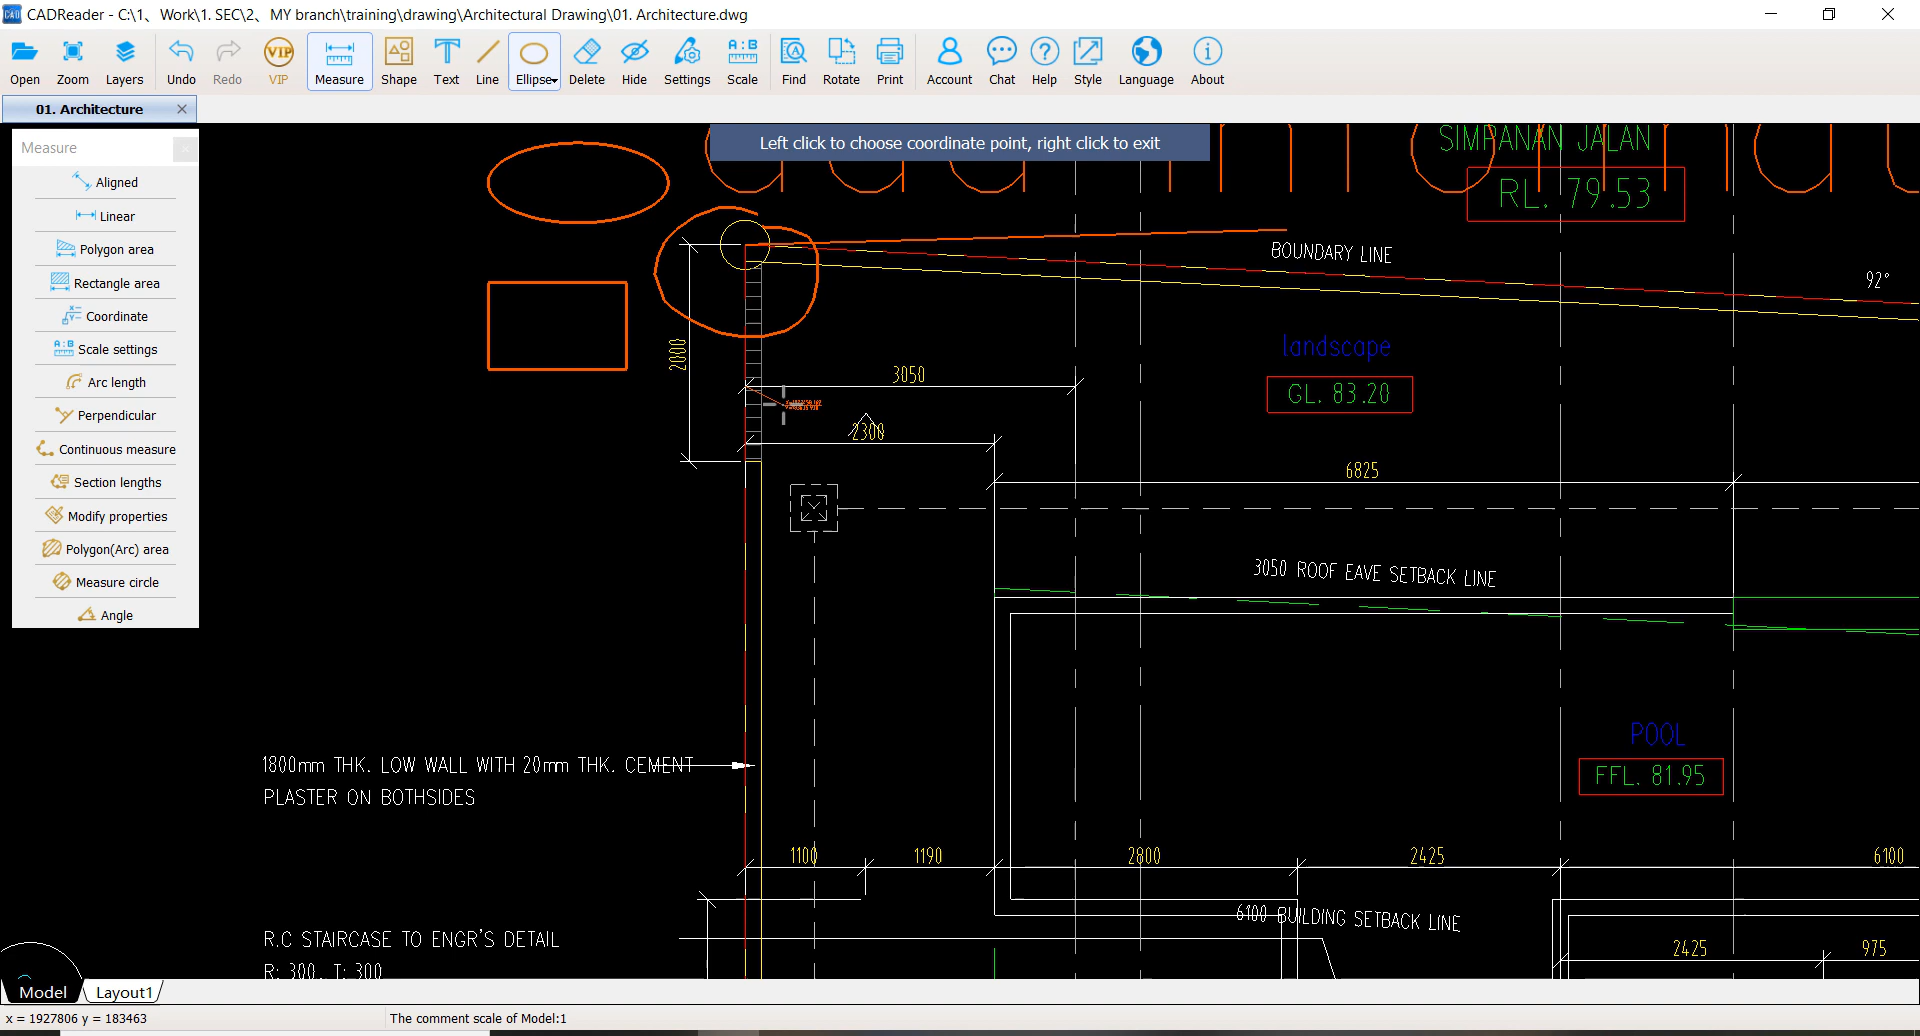 CADReader - C:\1、Work\1. SEC\2、MY branch\training\drawing\Architectural Drawing\01. Architecture.dwg
Open Zoom Layers Undo Redo VIP Measure Shape Text Line Ellipse Delete Hide Settings Scale Find Rotate Print Account Chat Help Style Language About
01. Architecture
Measure
Aligned
Linear
Polygon area
Rectangle area
Coordinate
Scale settings
Arc length
Perpendicular
Continuous measure
Section lengths
Modify properties
Polygon(Arc) area
Measure circle
Angle
Left click to choose coordinate point, right click to exit
SIMPANAN JALAN
RL. 79.53
BOUNDARY LINE
92°
2000
landscape
GL. 83.20
3050
2300
6825
3050 ROOF EAVE SETBACK LINE
POOL
FFL. 81.95
1800mm THK. LOW WALL WITH 20mm THK. CEMENT
PLASTER ON BOTHSIDES
1100 1190 2800 2425 6100
6100 BUILDING SETBACK LINE
R.C STAIRCASE TO ENGR'S DETAIL
R: 300., T: 300
2425 975
Model Layout1
x = 1927806 y = 183463
The comment scale of Model:1